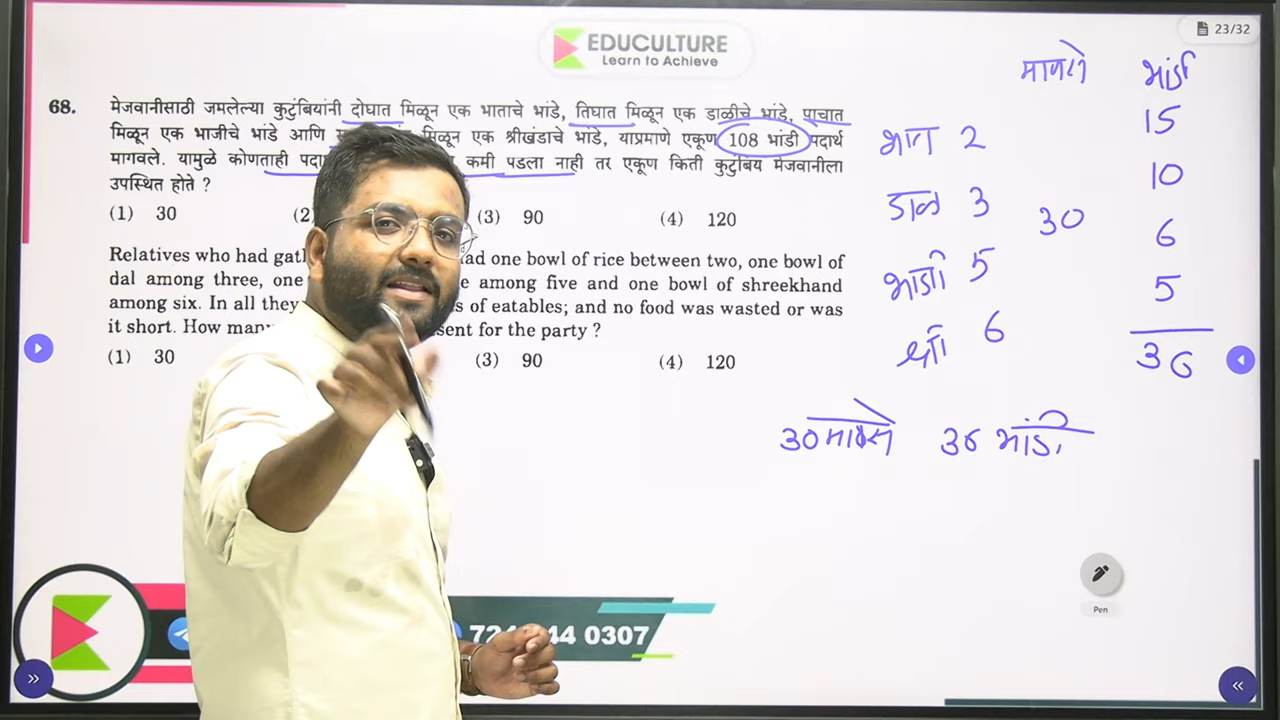 23/32
EDUCULTURE
Learn to Achieve
68. मेजवानीसाठी जमलेल्या कुटुंबियांनी दोघात मिळून एक भाताचे भांडे, तिघात मिळून एक डाळीचे भांडे, पाचात
मिळून एक भाजीचे भांडे आणि मिळून एक श्रीखंडाचे भांडे, याप्रमाणे एकूण 108 भांडी पदार्थ
मागवले. यामुळे कोणताही कमी पडला नाही तर एकूण किती कुटुंबिय मेजवानीला
उपस्थित होते ?
(1) 30 (2) (3) 90 (4) 120
Relatives who had one bowl of rice between two, one bowl of
dal among three, one among five and one bowl of shreekhand
among six. In all they of eatables; and no food was wasted or was
it short. How many for the party ?
(1) 30 (3) 90 (4) 120
माणसे भांडी
भात 2 15
डाळ 3 30 10
भाजी 5 6
श्री 6 5
36
30 माणसे 36 भांडी
Pen
44 0307